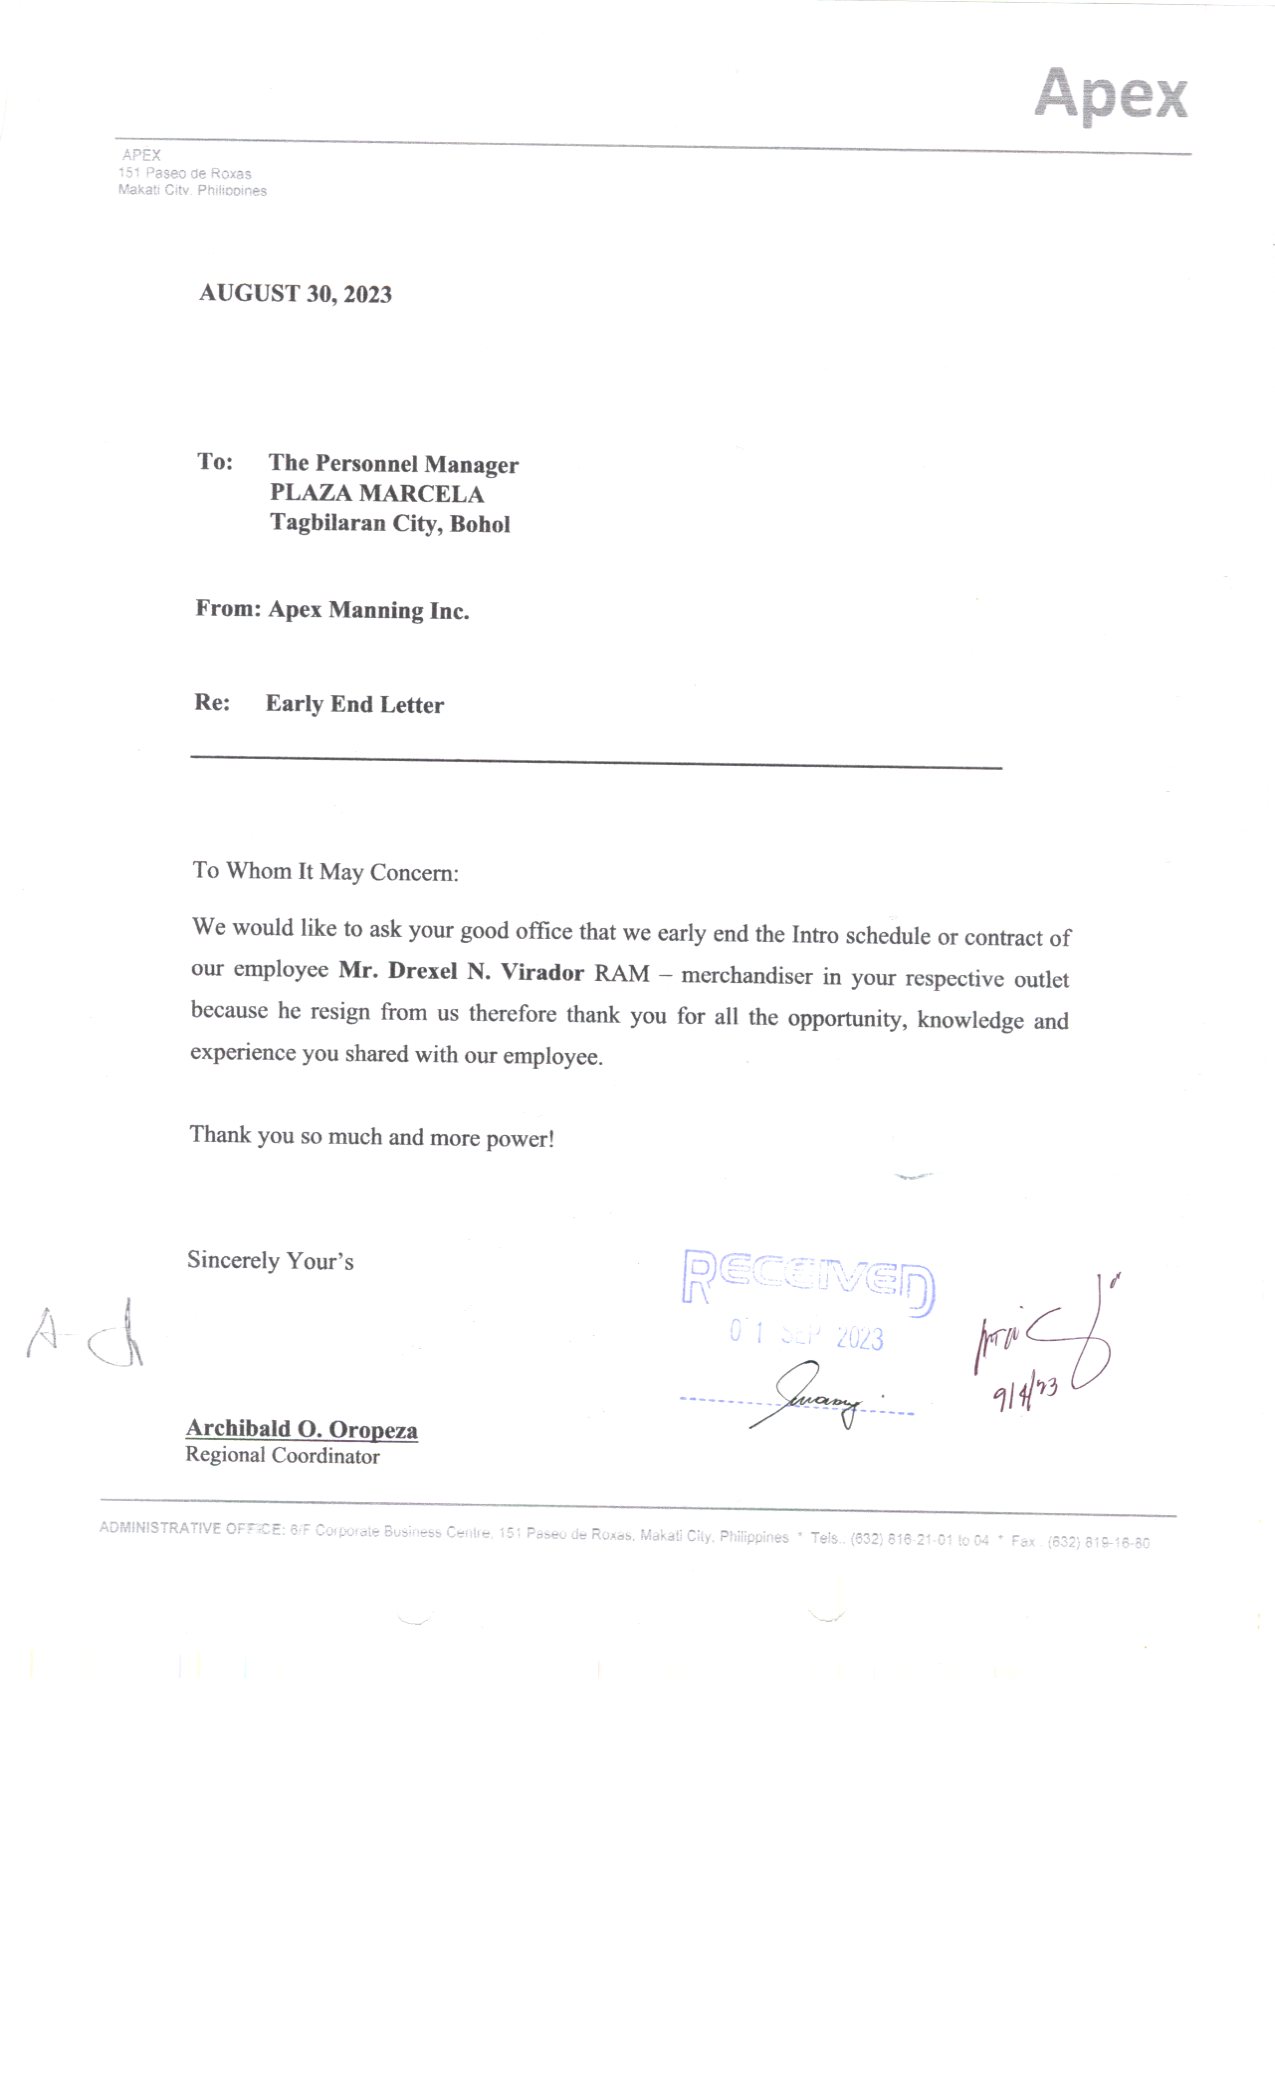 Apex
APEX
151 Paseo de Roxas
Makati City, Philippines
AUGUST 30, 2023
To: The Personnel Manager
PLAZA MARCELA
Tagbilaran City, Bohol
From: Apex Manning Inc.
Re: Early End Letter
To Whom It May Concern:
We would like to ask your good office that we early end the Intro schedule or contract of
our employee Mr. Drexel N. Virador RAM – merchandiser in your respective outlet
because he resign from us therefore thank you for all the opportunity, knowledge and
experience you shared with our employee.
Thank you so much and more power!
Sincerely Your's
RECEIVED
01 SEP 2023
9/4/23
Archibald O. Oropeza
Regional Coordinator
ADMINISTRATIVE OFFICE: 6/F Corporate Business Centre, 151 Paseo de Roxas, Makati City, Philippines * Tels.. (632) 816-21-01 to 04 * Fax . (632) 819-16-80